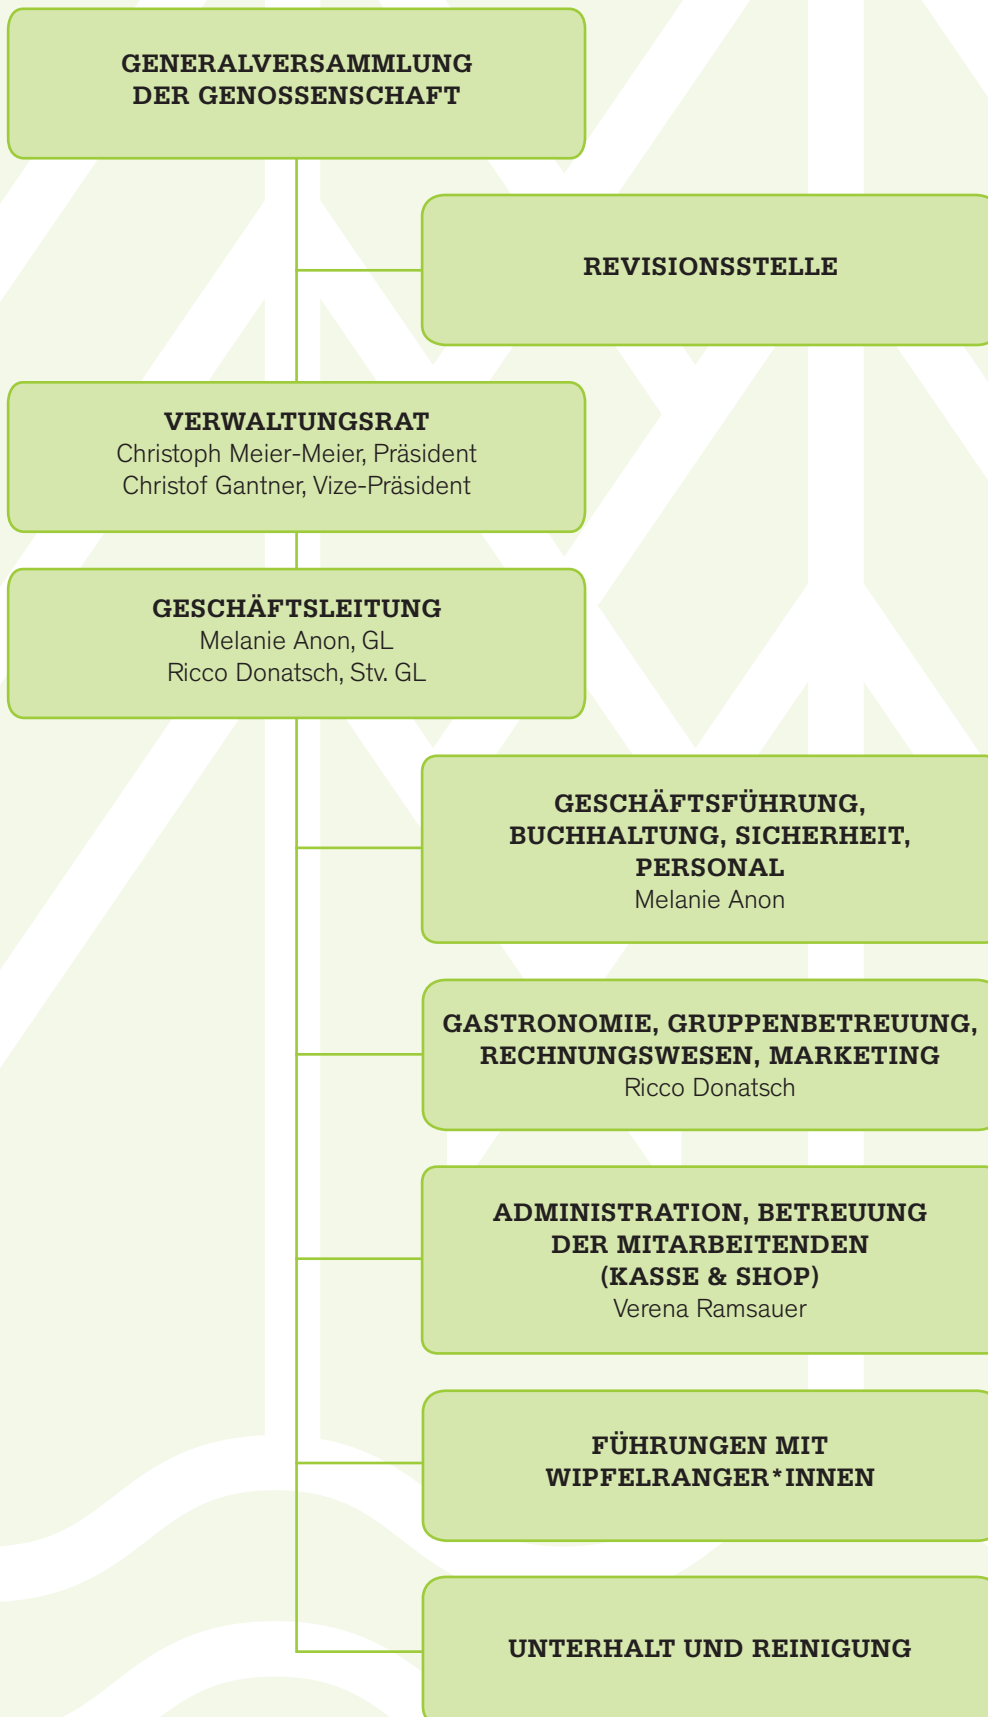 GENERALVERSAMMLUNG
DER GENOSSENSCHAFT
REVISIONSSTELLE
VERWALTUNGSRAT
Christoph Meier-Meier, Präsident
Christof Gantner, Vize-Präsident
GESCHÄFTSLEITUNG
Melanie Anon, GL
Ricco Donatsch, Stv. GL
GESCHÄFTSFÜHRUNG,
BUCHHALTUNG, SICHERHEIT,
PERSONAL
Melanie Anon
GASTRONOMIE, GRUPPENBETREUUNG,
RECHNUNGSWESEN, MARKETING
Ricco Donatsch
ADMINISTRATION, BETREUUNG
DER MITARBEITENDEN
(KASSE & SHOP)
Verena Ramsauer
FÜHRUNGEN MIT
WIPFELRANGER*INNEN
UNTERHALT UND REINIGUNG